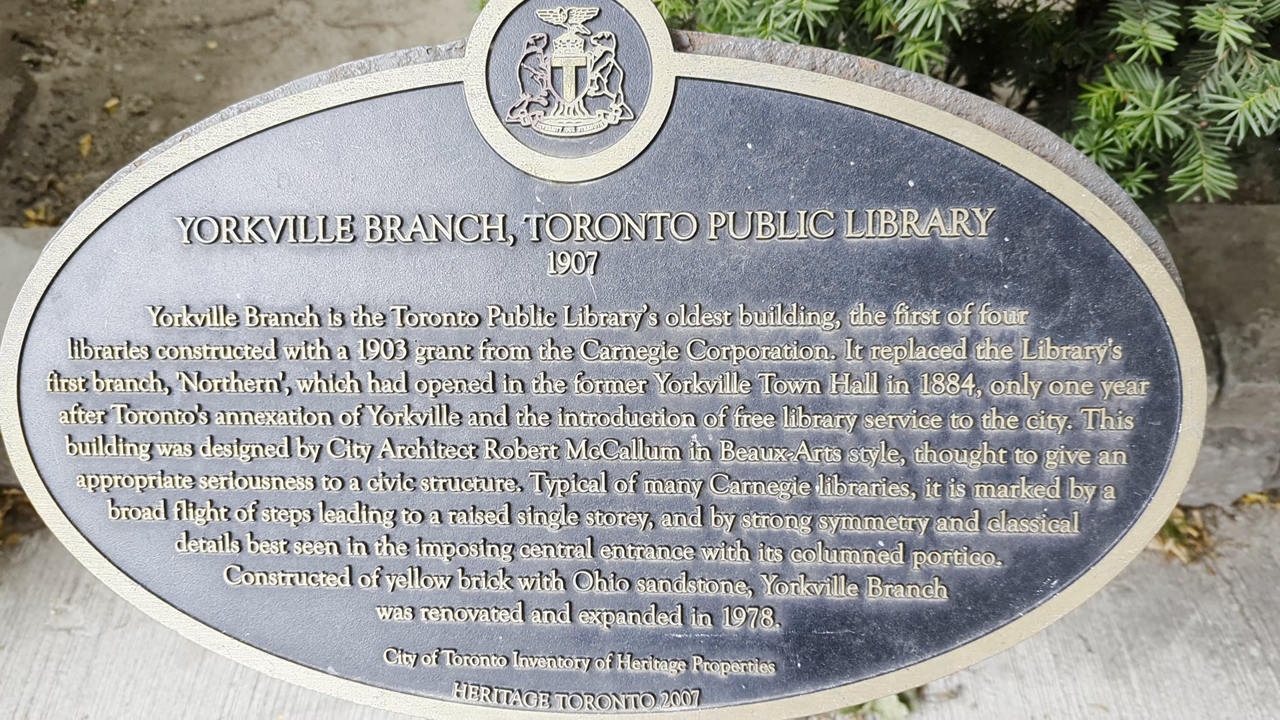 YORKVILLE BRANCH, TORONTO PUBLIC LIBRARY
1907
Yorkville Branch is the Toronto Public Library's oldest building, the first of four
libraries constructed with a 1903 grant from the Carnegie Corporation. It replaced the Library's
first branch, 'Northern', which had opened in the former Yorkville Town Hall in 1884, only one year
after Toronto's annexation of Yorkville and the introduction of free library service to the city. This
building was designed by City Architect Robert McCallum in Beaux-Arts style, thought to give an
appropriate seriousness to a civic structure. Typical of many Carnegie libraries, it is marked by a
broad flight of steps leading to a raised single storey, and by strong symmetry and classical
details best seen in the imposing central entrance with its columned portico.
Constructed of yellow brick with Ohio sandstone, Yorkville Branch
was renovated and expanded in 1978.
City of Toronto Inventory of Heritage Properties
HERITAGE TORONTO 2007